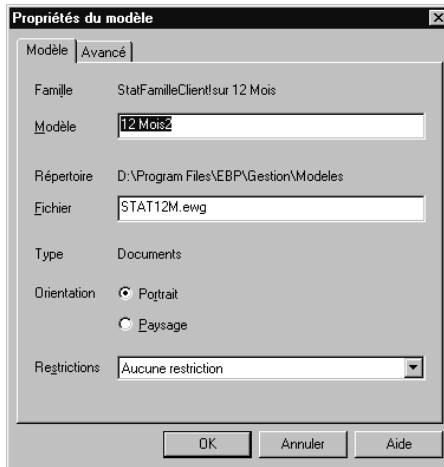 Propriétés du modèle
Modèle Avancé
Famille StatFamilleClient!sur 12 Mois
Modèle 12 Mois2
Répertoire D:\Program Files\EBP\Gestion\Modeles
Fichier STAT12M.ewg
Type Documents
Orientation Portrait
Paysage
Restrictions Aucune restriction
OK Annuler Aide